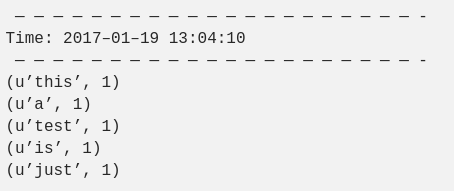 — — — — — — — — — — — — — — — — — — — — — -
Time: 2017–01–19 13:04:10
— — — — — — — — — — — — — — — — — — — — — -
(u’this’, 1)
(u’a’, 1)
(u’test’, 1)
(u’is’, 1)
(u’just’, 1)